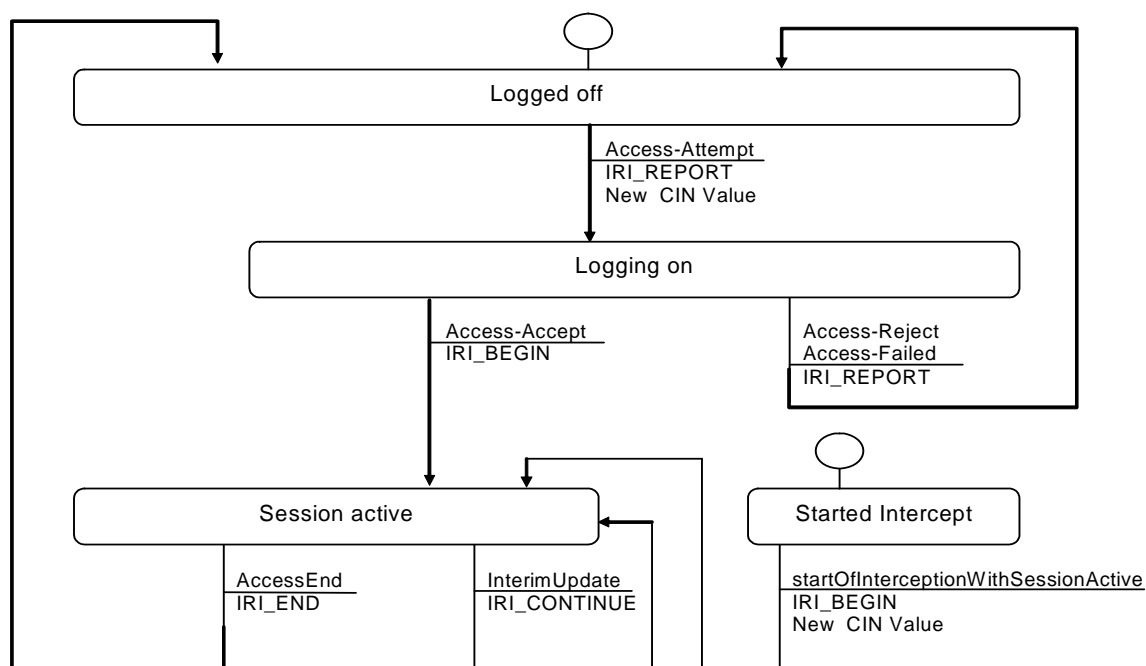 Logged off
Access-Attempt
IRI_REPORT
New CIN Value
Logging on
Access-Accept
IRI_BEGIN
Access-Reject
Access-Failed
IRI_REPORT
Session active
Started Intercept
AccessEnd
IRI_END
InterimUpdate
IRI_CONTINUE
startOfInterceptionWithSessionActive
IRI_BEGIN
New CIN Value